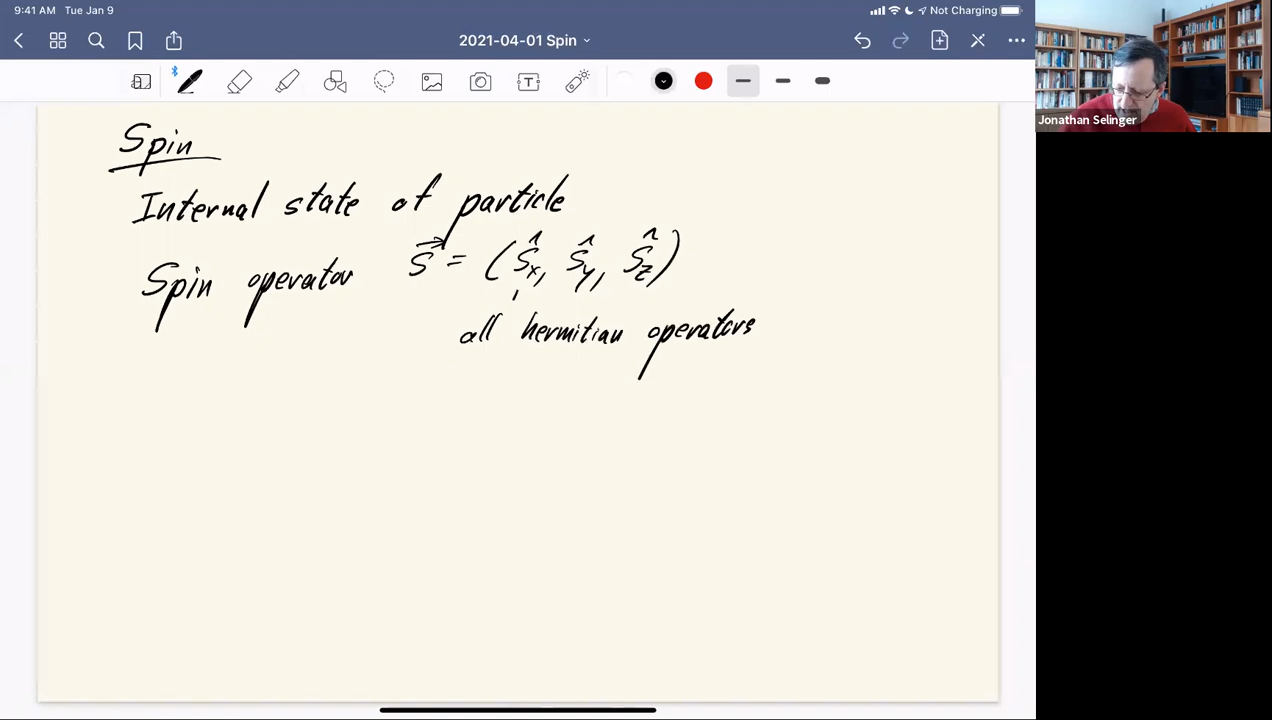 9:41 AM Tue Jan 9
Not Charging
2021-04-01 Spin
Jonathan Selinger
Spin
Internal state of particle
Spin operator S⃗ = (Ŝx, Ŝy, Ŝz)
all hermitian operators